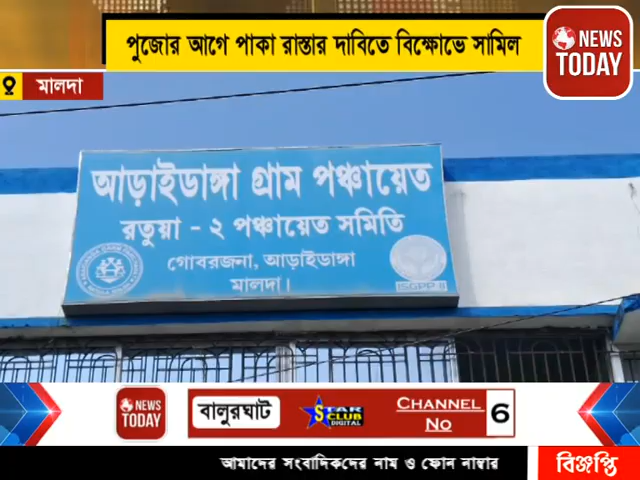 পুজোর আগে পাকা রাস্তার দাবিতে বিক্ষোভে সামিল
NEWS
TODAY
মালদা
আড়াইডাঙ্গা গ্রাম পঞ্চায়েত
রতুয়া - ২ পঞ্চায়েত সমিতি
গোবরজনা, আড়াইডাঙ্গা
মালদা।
ISGPP-II
NEWS
TODAY
বালুরঘাট
STAR
CLUB
DIGITAL
CHANNEL
NO
6
আমাদের সংবাদিকদের নাম ও ফোন নাম্বার
বিজ্ঞপ্তি